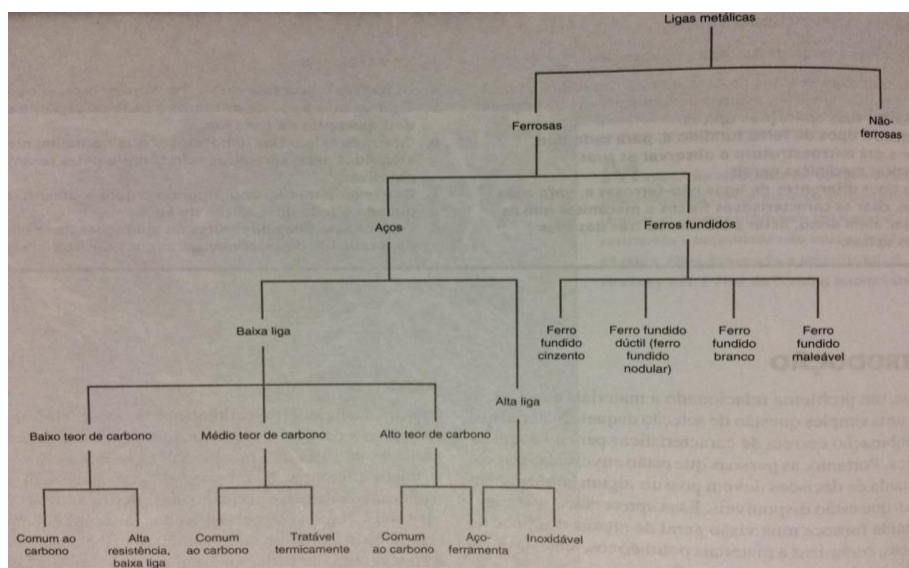 Ligas metálicas
Ferrosas
Não-
ferrosas
Aços
Ferros fundidos
Baixa liga
Ferro
fundido
cinzento
Ferro fundido
dúctil (ferro
fundido
nodular)
Ferro
fundido
branco
Ferro
fundido
maleável
Alta liga
Baixo teor de carbono
Médio teor de carbono
Alto teor de carbono
Comum ao
carbono
Alta
resistência,
baixa liga
Comum
ao carbono
Tratável
termicamente
Comum
ao carbono
Aço-
ferramenta
Inoxidável